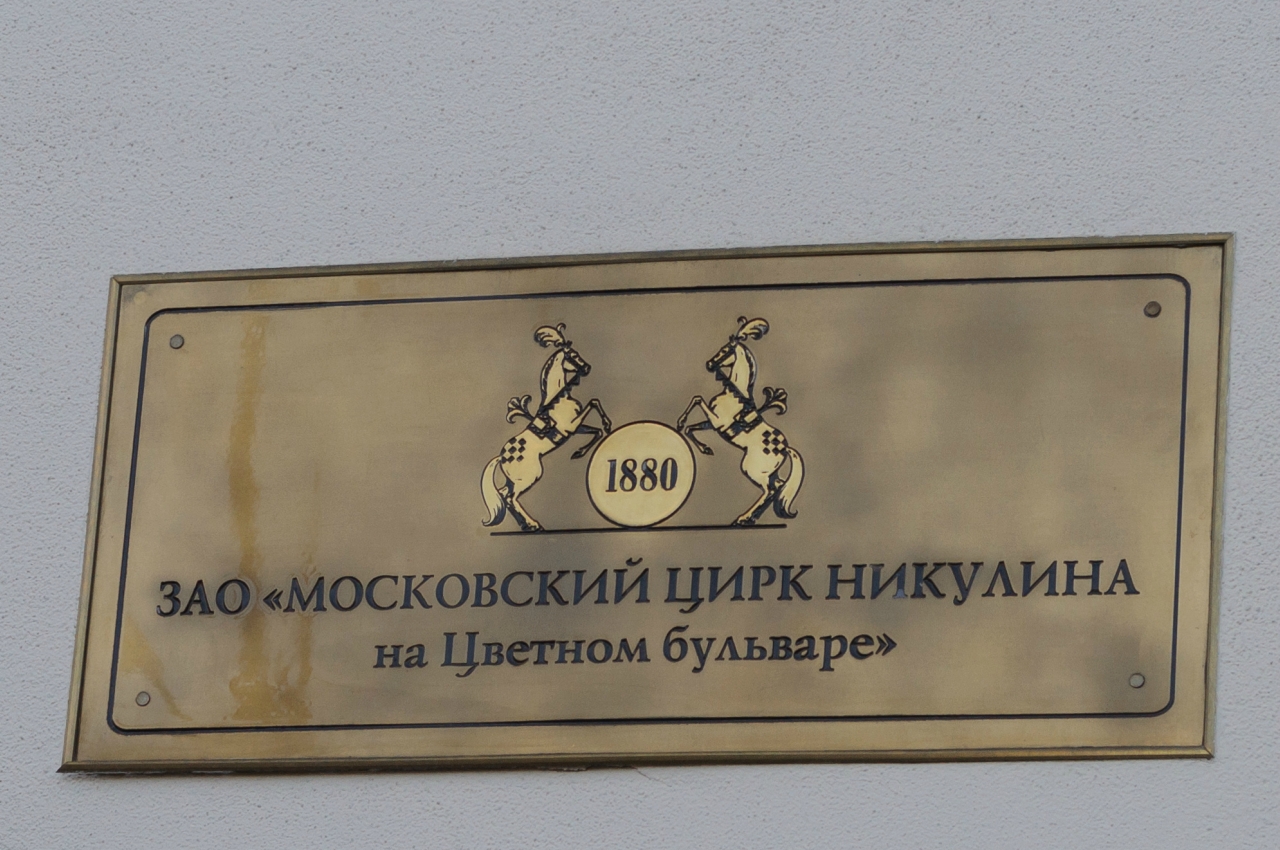 1880
ЗАО «МОСКОВСКИЙ ЦИРК НИКУЛИНА
на Цветном бульваре»